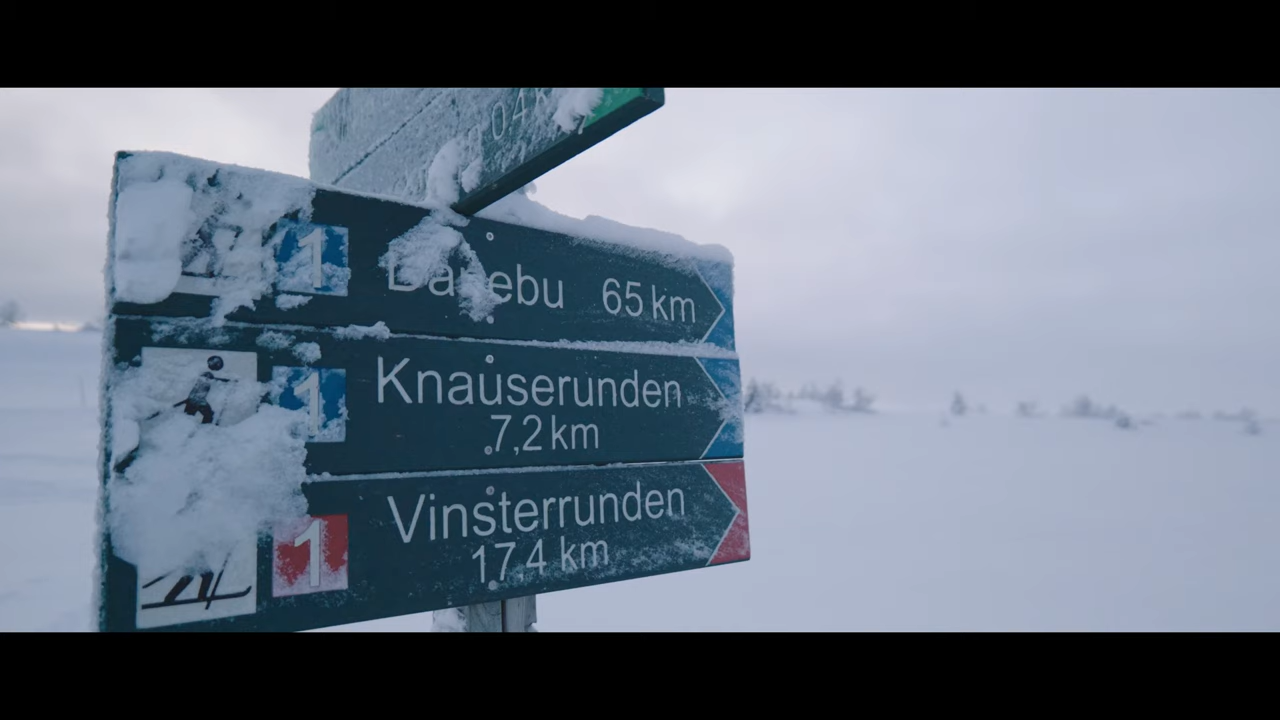 1 65 km
1 Knauserunden
7,2 km
1 Vinsterrunden
17,4 km